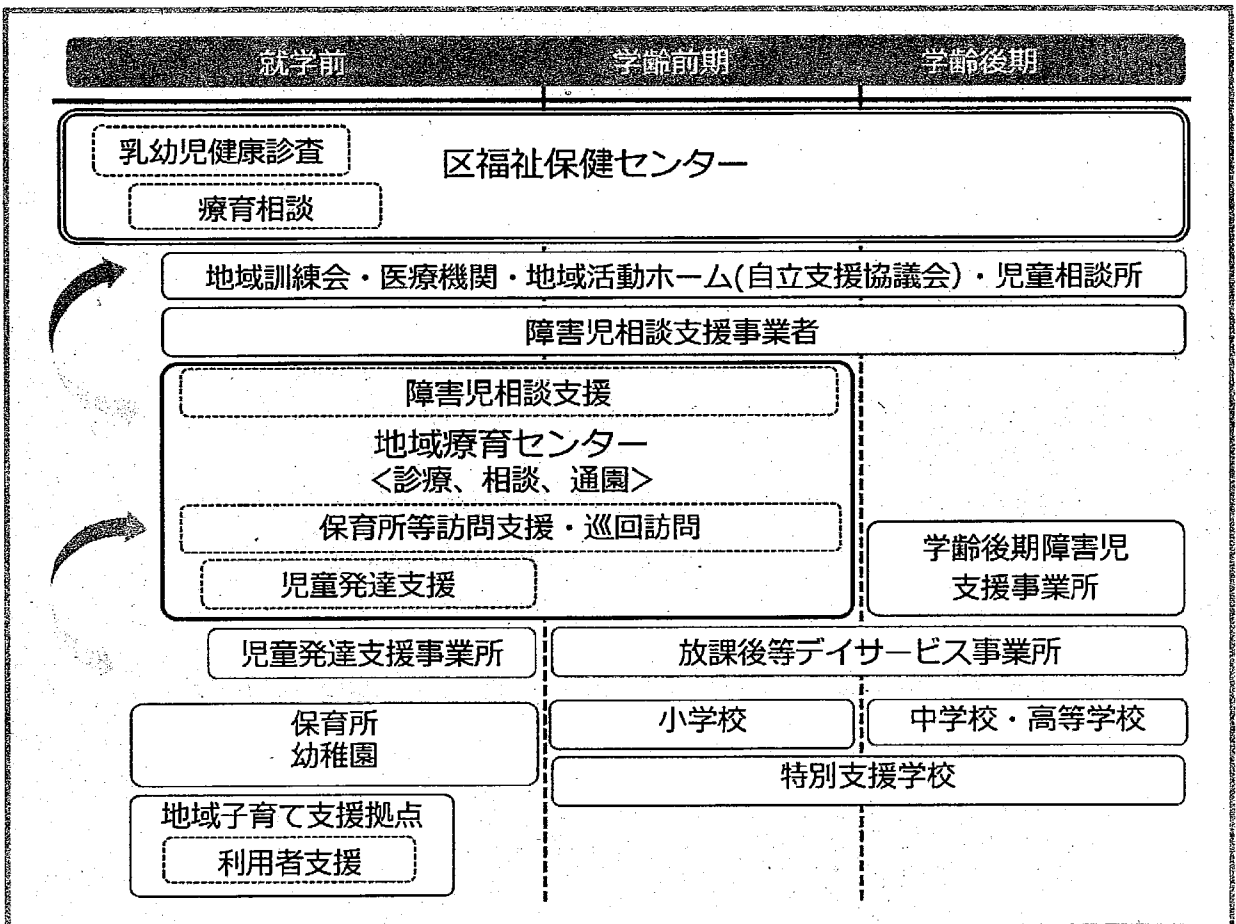 就学前 学齢前期 学齢後期
乳幼児健康診査
区福祉保健センター
療育相談
地域訓練会・医療機関・地域活動ホーム(自立支援協議会)・児童相談所
障害児相談支援事業者
障害児相談支援
地域療育センター
<診療、相談、通園>
保育所等訪問支援・巡回訪問
児童発達支援
学齢後期障害児
支援事業所
児童発達支援事業所 放課後等デイサービス事業所
保育所
幼稚園
小学校 中学校・高等学校
特別支援学校
地域子育て支援拠点
利用者支援